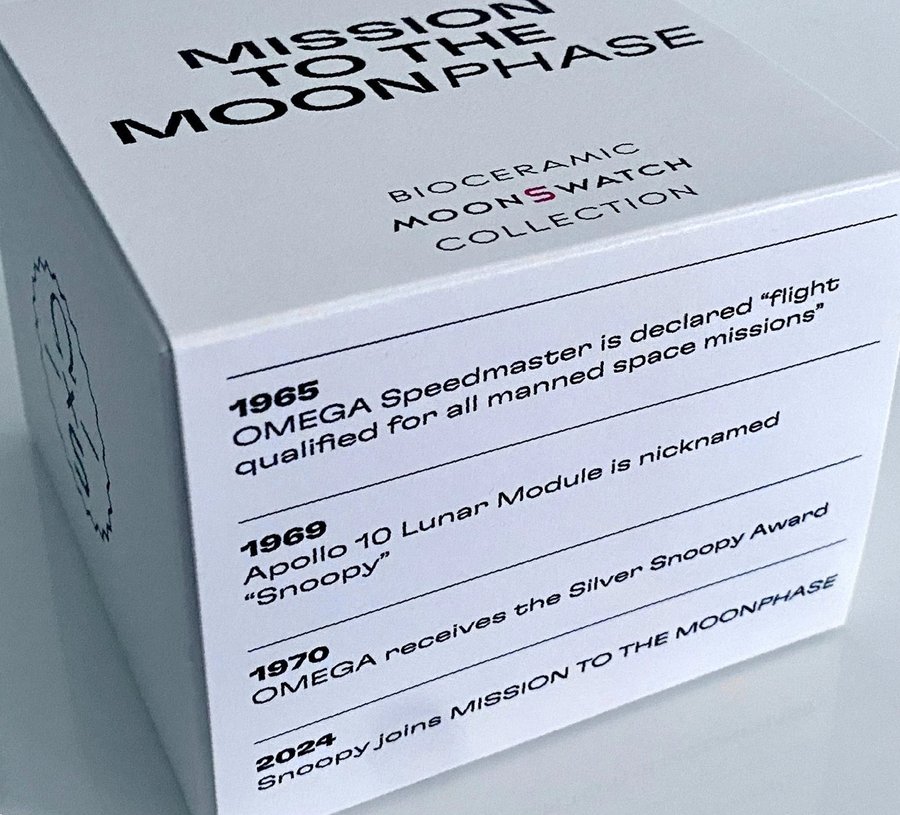 MISSION
TO THE
MOONPHASE
BIOCERAMIC
MOONSWATCH
COLLECTION
1965
OMEGA Speedmaster is declared “flight
qualified for all manned space missions”
1969
Apollo 10 Lunar Module is nicknamed
“Snoopy”
1970
OMEGA receives the Silver Snoopy Award
2024
Snoopy joins MISSION TO THE MOONPHASE